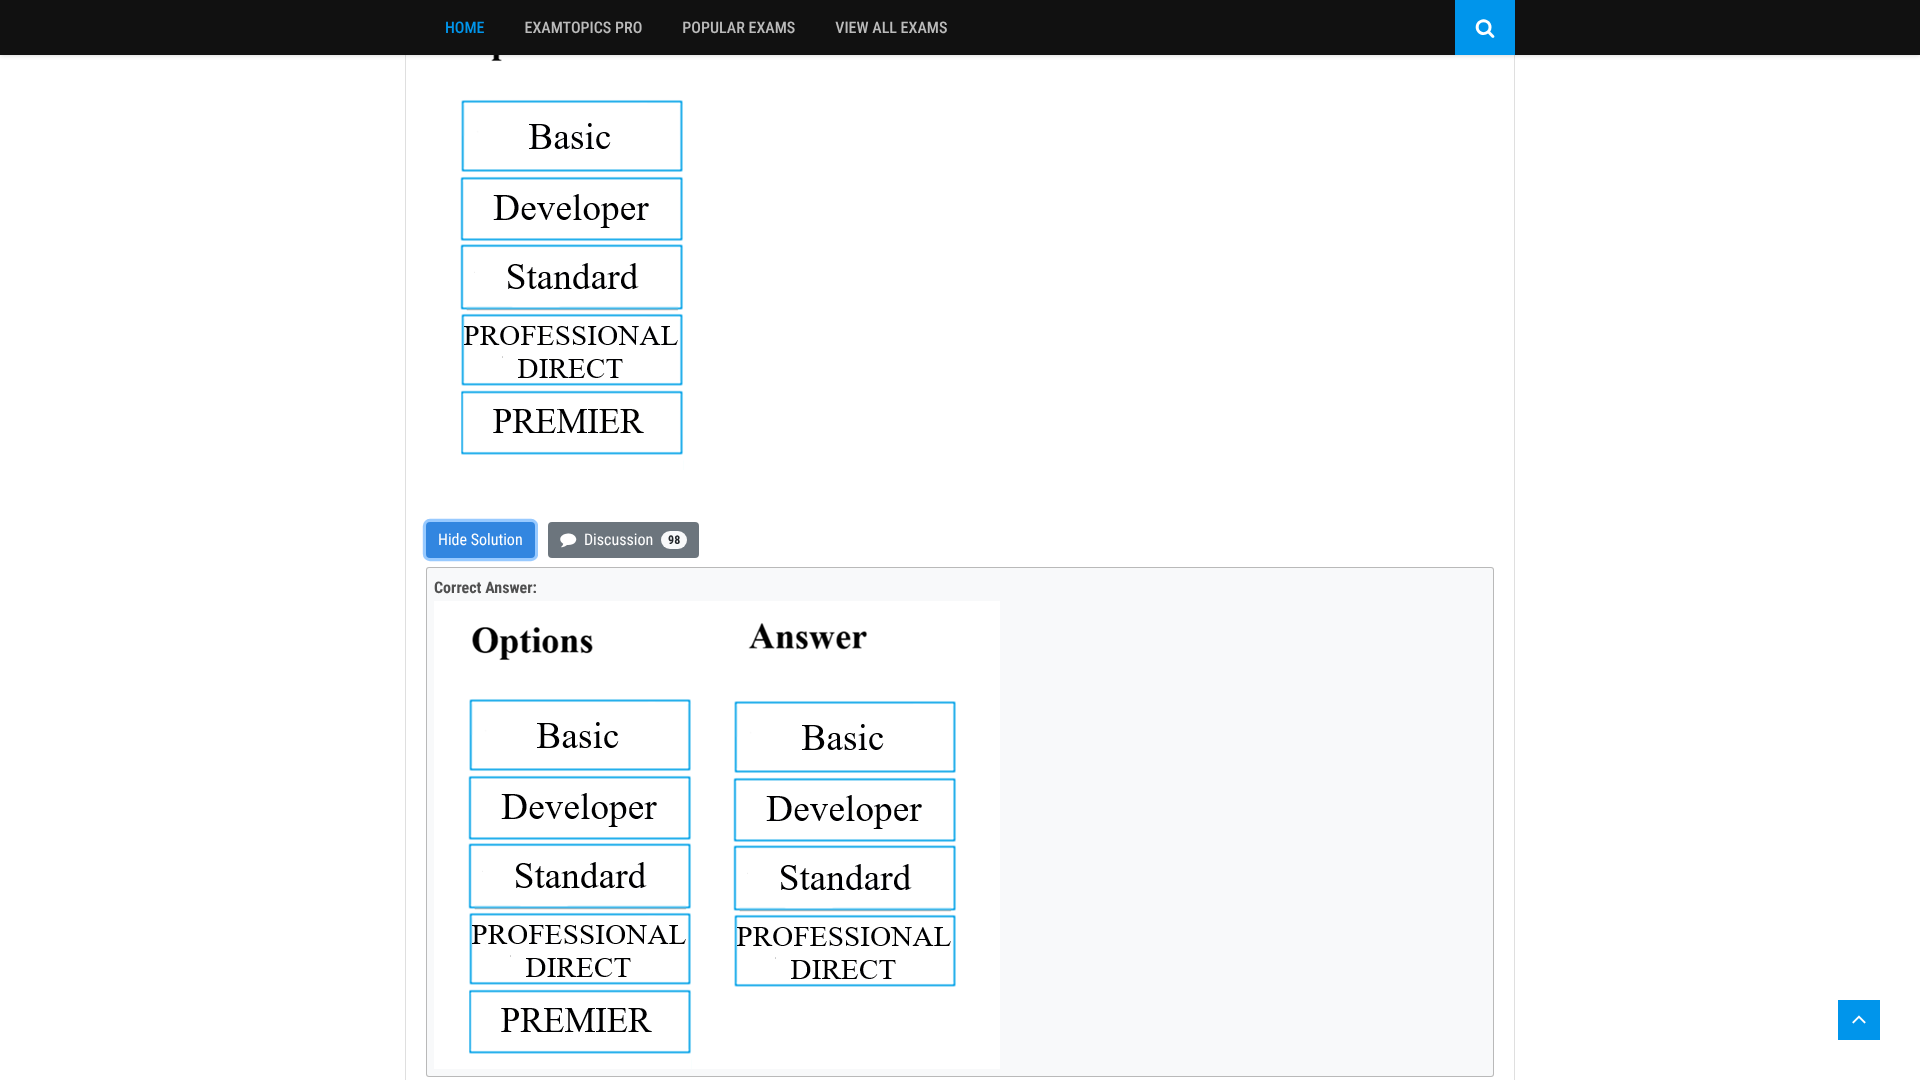 HOME EXAMTOPICS PRO POPULAR EXAMS VIEW ALL EXAMS
Basic
Developer
Standard
PROFESSIONAL
DIRECT
PREMIER
Hide Solution Discussion 98
Correct Answer:
Options Answer
Basic Basic
Developer Developer
Standard Standard
PROFESSIONAL PROFESSIONAL
DIRECT DIRECT
PREMIER